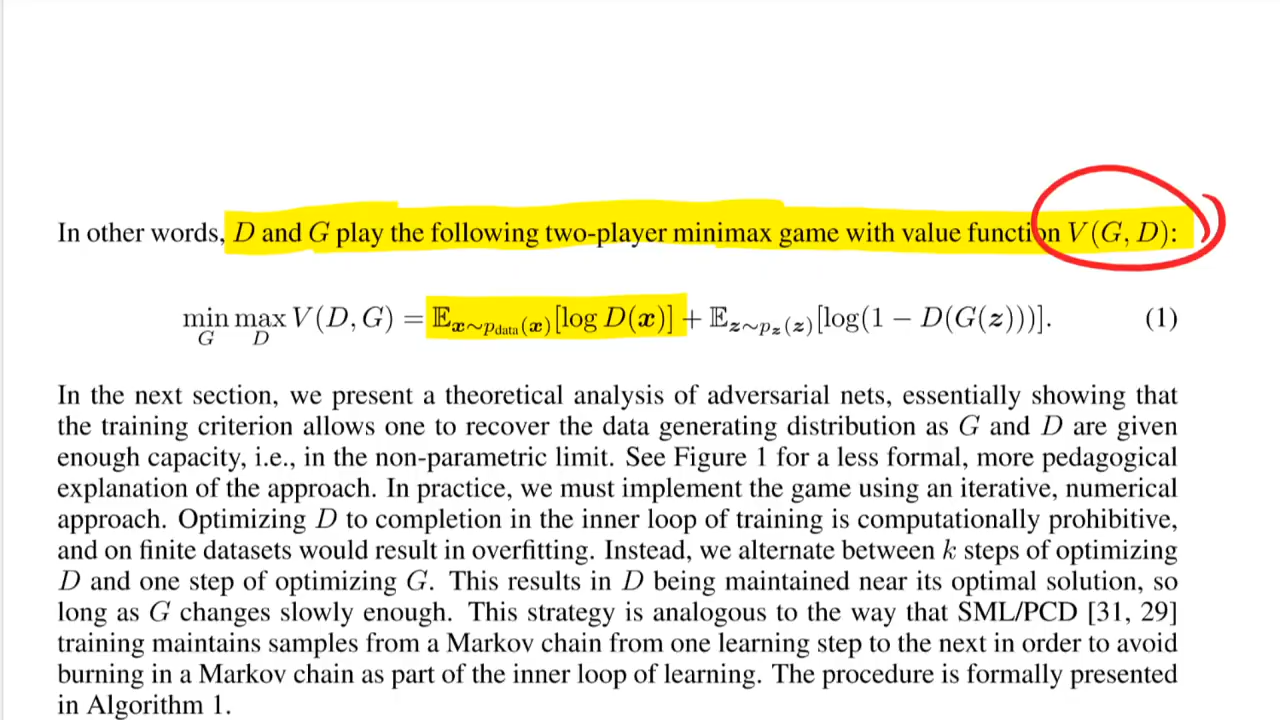 In other words, D and G play the following two-player minimax game with value function V(G, D):
min_G max_D V(D, G) = 𝔼_{x∼p_data(x)}[log D(x)] + 𝔼_{z∼p_z(z)}[log(1 − D(G(z)))]. (1)
In the next section, we present a theoretical analysis of adversarial nets, essentially showing that
the training criterion allows one to recover the data generating distribution as G and D are given
enough capacity, i.e., in the non-parametric limit. See Figure 1 for a less formal, more pedagogical
explanation of the approach. In practice, we must implement the game using an iterative, numerical
approach. Optimizing D to completion in the inner loop of training is computationally prohibitive,
and on finite datasets would result in overfitting. Instead, we alternate between k steps of optimizing
D and one step of optimizing G. This results in D being maintained near its optimal solution, so
long as G changes slowly enough. This strategy is analogous to the way that SML/PCD [31, 29]
training maintains samples from a Markov chain from one learning step to the next in order to avoid
burning in a Markov chain as part of the inner loop of learning. The procedure is formally presented
in Algorithm 1.